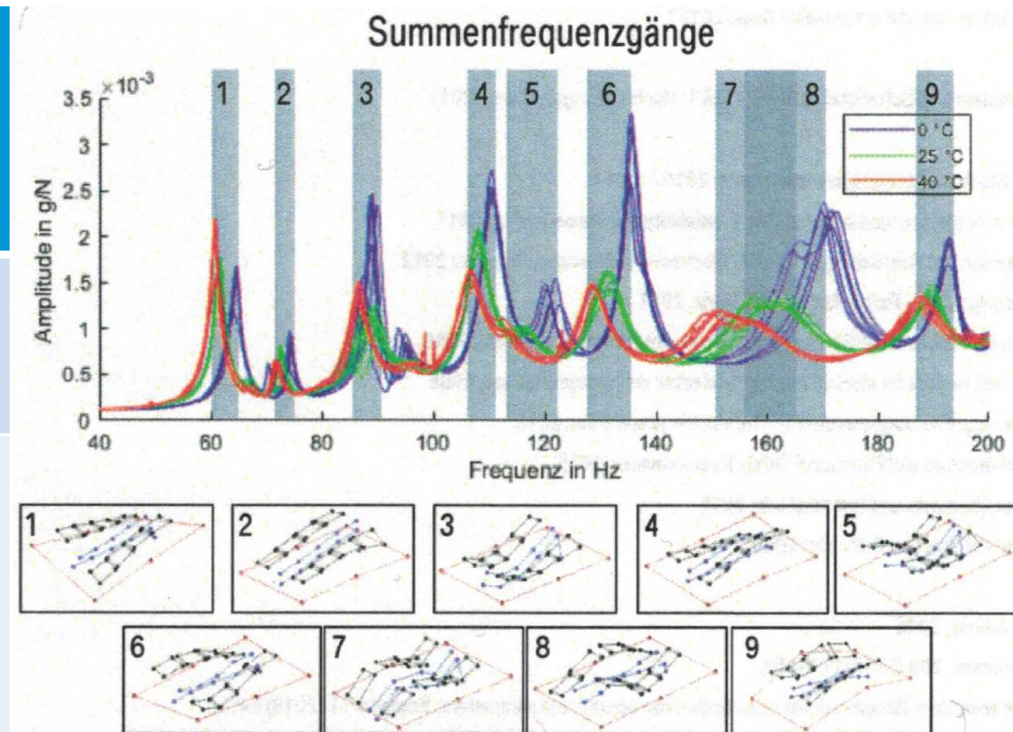 Summenfrequenzgänge
×10⁻³
3.5
3
2.5
2
1.5
1
0.5
0
Amplitude in g/N
1 2 3 4 5 6 7 8 9
0 °C
25 °C
40 °C
40 60 80 100 120 140 160 180 200
Frequenz in Hz
1 2 3 4 5
6 7 8 9